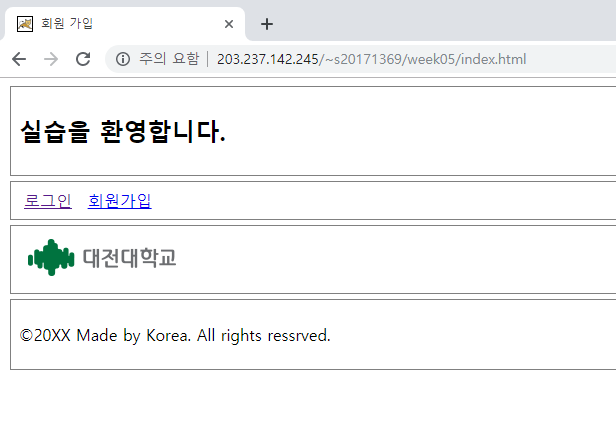 회원 가입
주의 요함 | 203.237.142.245/~s20171369/week05/index.html
실습을 환영합니다.
로그인 회원가입
대전대학교
©20XX Made by Korea. All rights ressrved.